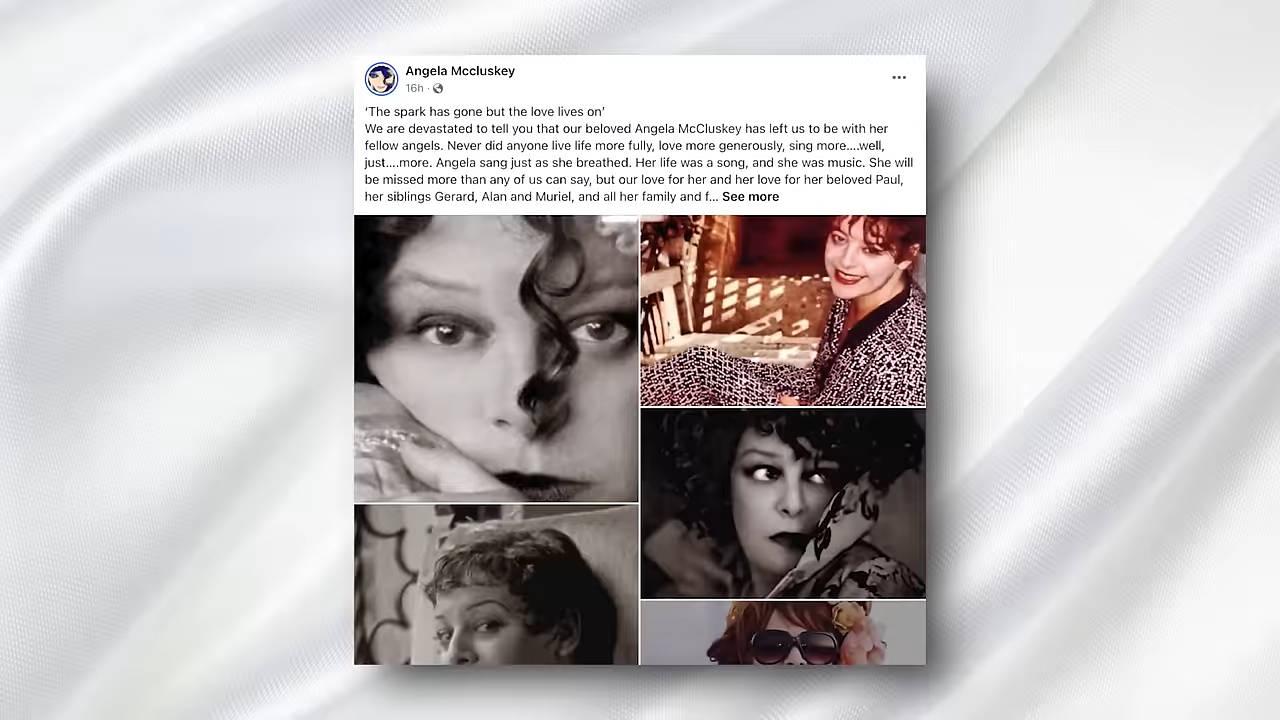 Angela Mccluskey
16h ·
‘The spark has gone but the love lives on’
We are devastated to tell you that our beloved Angela McCluskey has left us to be with her
fellow angels. Never did anyone live life more fully, love more generously, sing more....well,
just....more. Angela sang just as she breathed. Her life was a song, and she was music. She will
be missed more than any of us can say, but our love for her and her love for her beloved Paul,
her siblings Gerard, Alan and Muriel, and all her family and f... See more